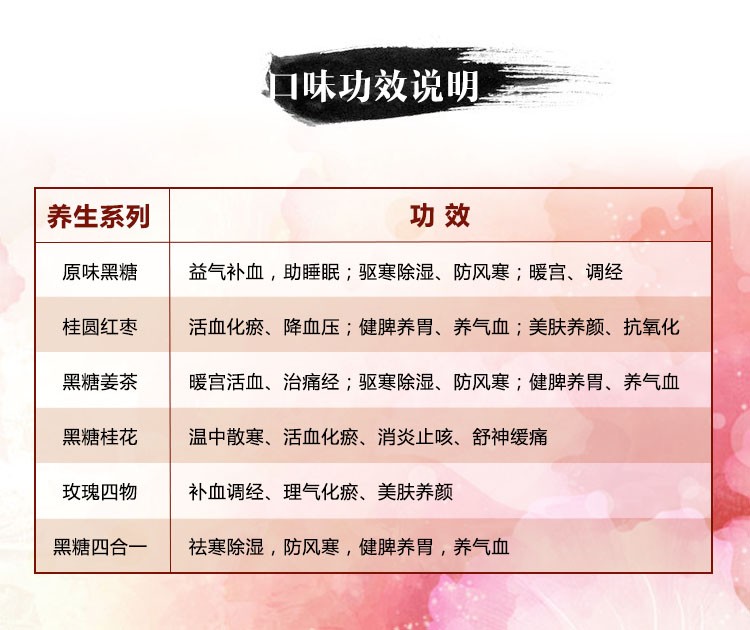 口味功效说明
养生系列 功 效
原味黑糖 益气补血，助睡眠；驱寒除湿、防风寒；暖宫、调经
桂圆红枣 活血化瘀、降血压；健脾养胃、养气血；美肤养颜、抗氧化
黑糖姜茶 暖宫活血、治痛经；驱寒除湿、防风寒；健脾养胃、养气血
黑糖桂花 温中散寒、活血化瘀、消炎止咳、舒神缓痛
玫瑰四物 补血调经、理气化瘀、美肤养颜
黑糖四合一 祛寒除湿，防风寒，健脾养胃，养气血